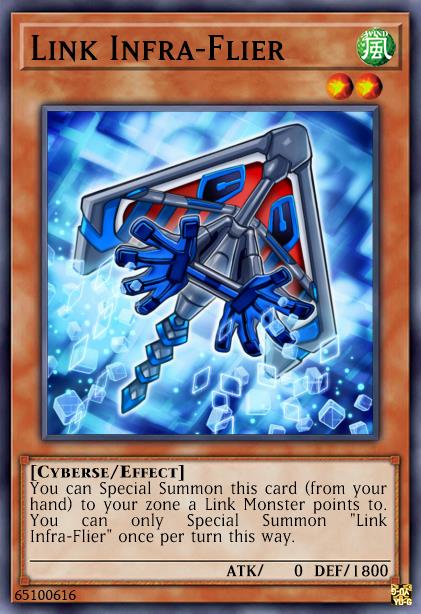 LINK INFRA-FLIER
WIND
風
[CYBERSE/EFFECT]
You can Special Summon this card (from your
hand) to your zone a Link Monster points to.
You can only Special Summon "Link
Infra-Flier" once per turn this way.
ATK/ 0 DEF/1800
65100616